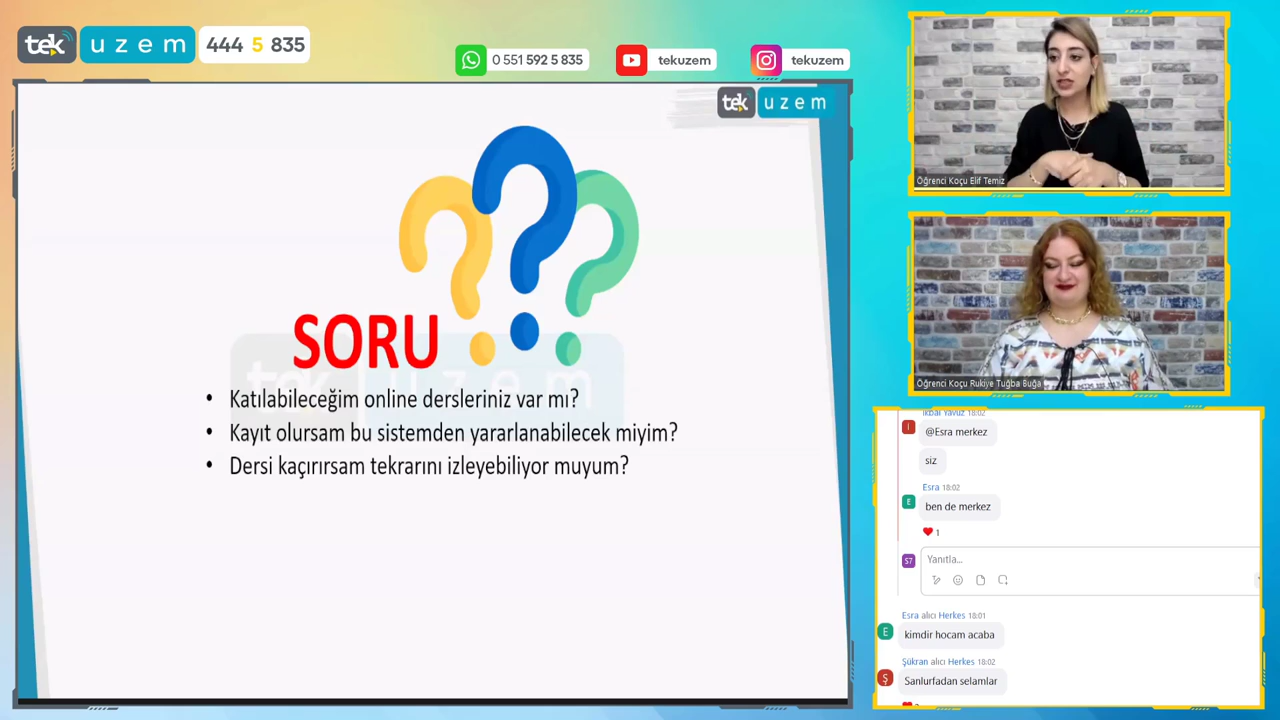 tek uzem 444 5 835
0 551 592 5 835
tekuzem
tekuzem
tek uzem
SORU
tek uzem
• Katılabileceğim online dersleriniz var mı?
• Kayıt olursam bu sistemden yararlanabilecek miyim?
• Dersi kaçırırsam tekrarını izleyebiliyor muyum?
Öğrenci Koçu Elif Temiz
Öğrenci Koçu Rukiye Tuğba Buğa
İkbal Yavuz 18:02
I
@Esra merkez
siz
Esra 18:02
E
ben de merkez
1
S7
Yanıtla...
Esra alıcı Herkes 18:01
E
kimdir hocam acaba
Şükran alıcı Herkes 18:02
Ş
Sanlurfadan selamlar